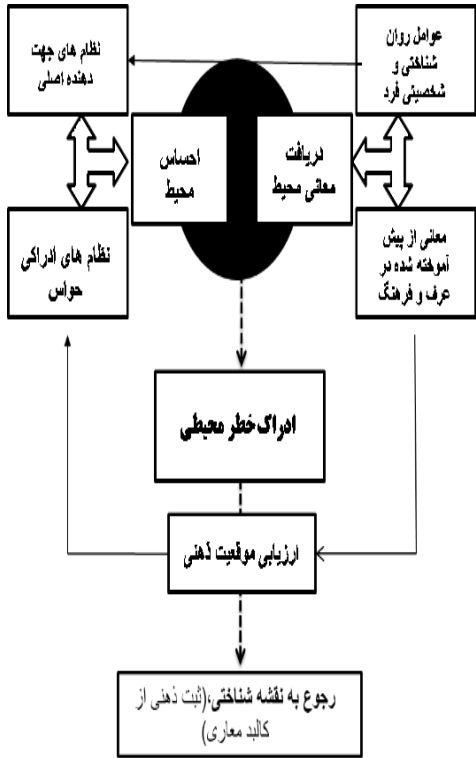 عوامل روان
شناختی و
شخصیتی فرد
نظام های جهت
دهنده اصلی
دریافت
معانی محیط
احساس
محیط
معانی از پیش
آموخته شده در
عرف و فرهنگ
نظام های ادراکی
حواس
ادراک خطر محیطی
ارزیابی موقعیت ذهنی
رجوع به نقشه شناختی،(ثبت ذهنی از
کالبد معاری)